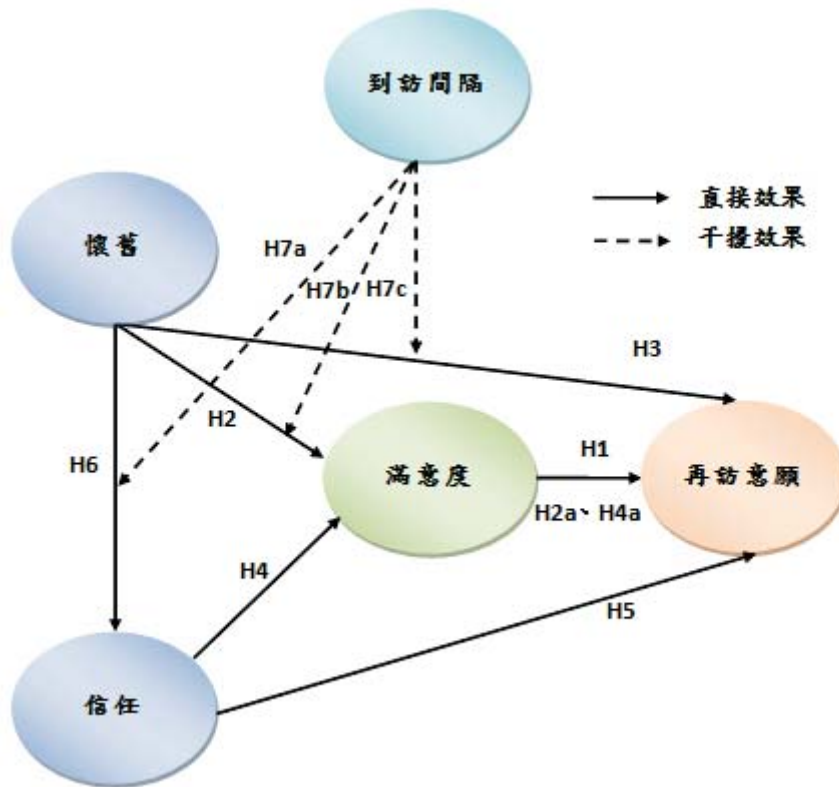 到訪間隔
直接效果
懷舊
干擾效果
H7a
H7b
H7c
H3
H2
H6
H1
滿意度
再訪意願
H2a、H4a
H4
H5
信任